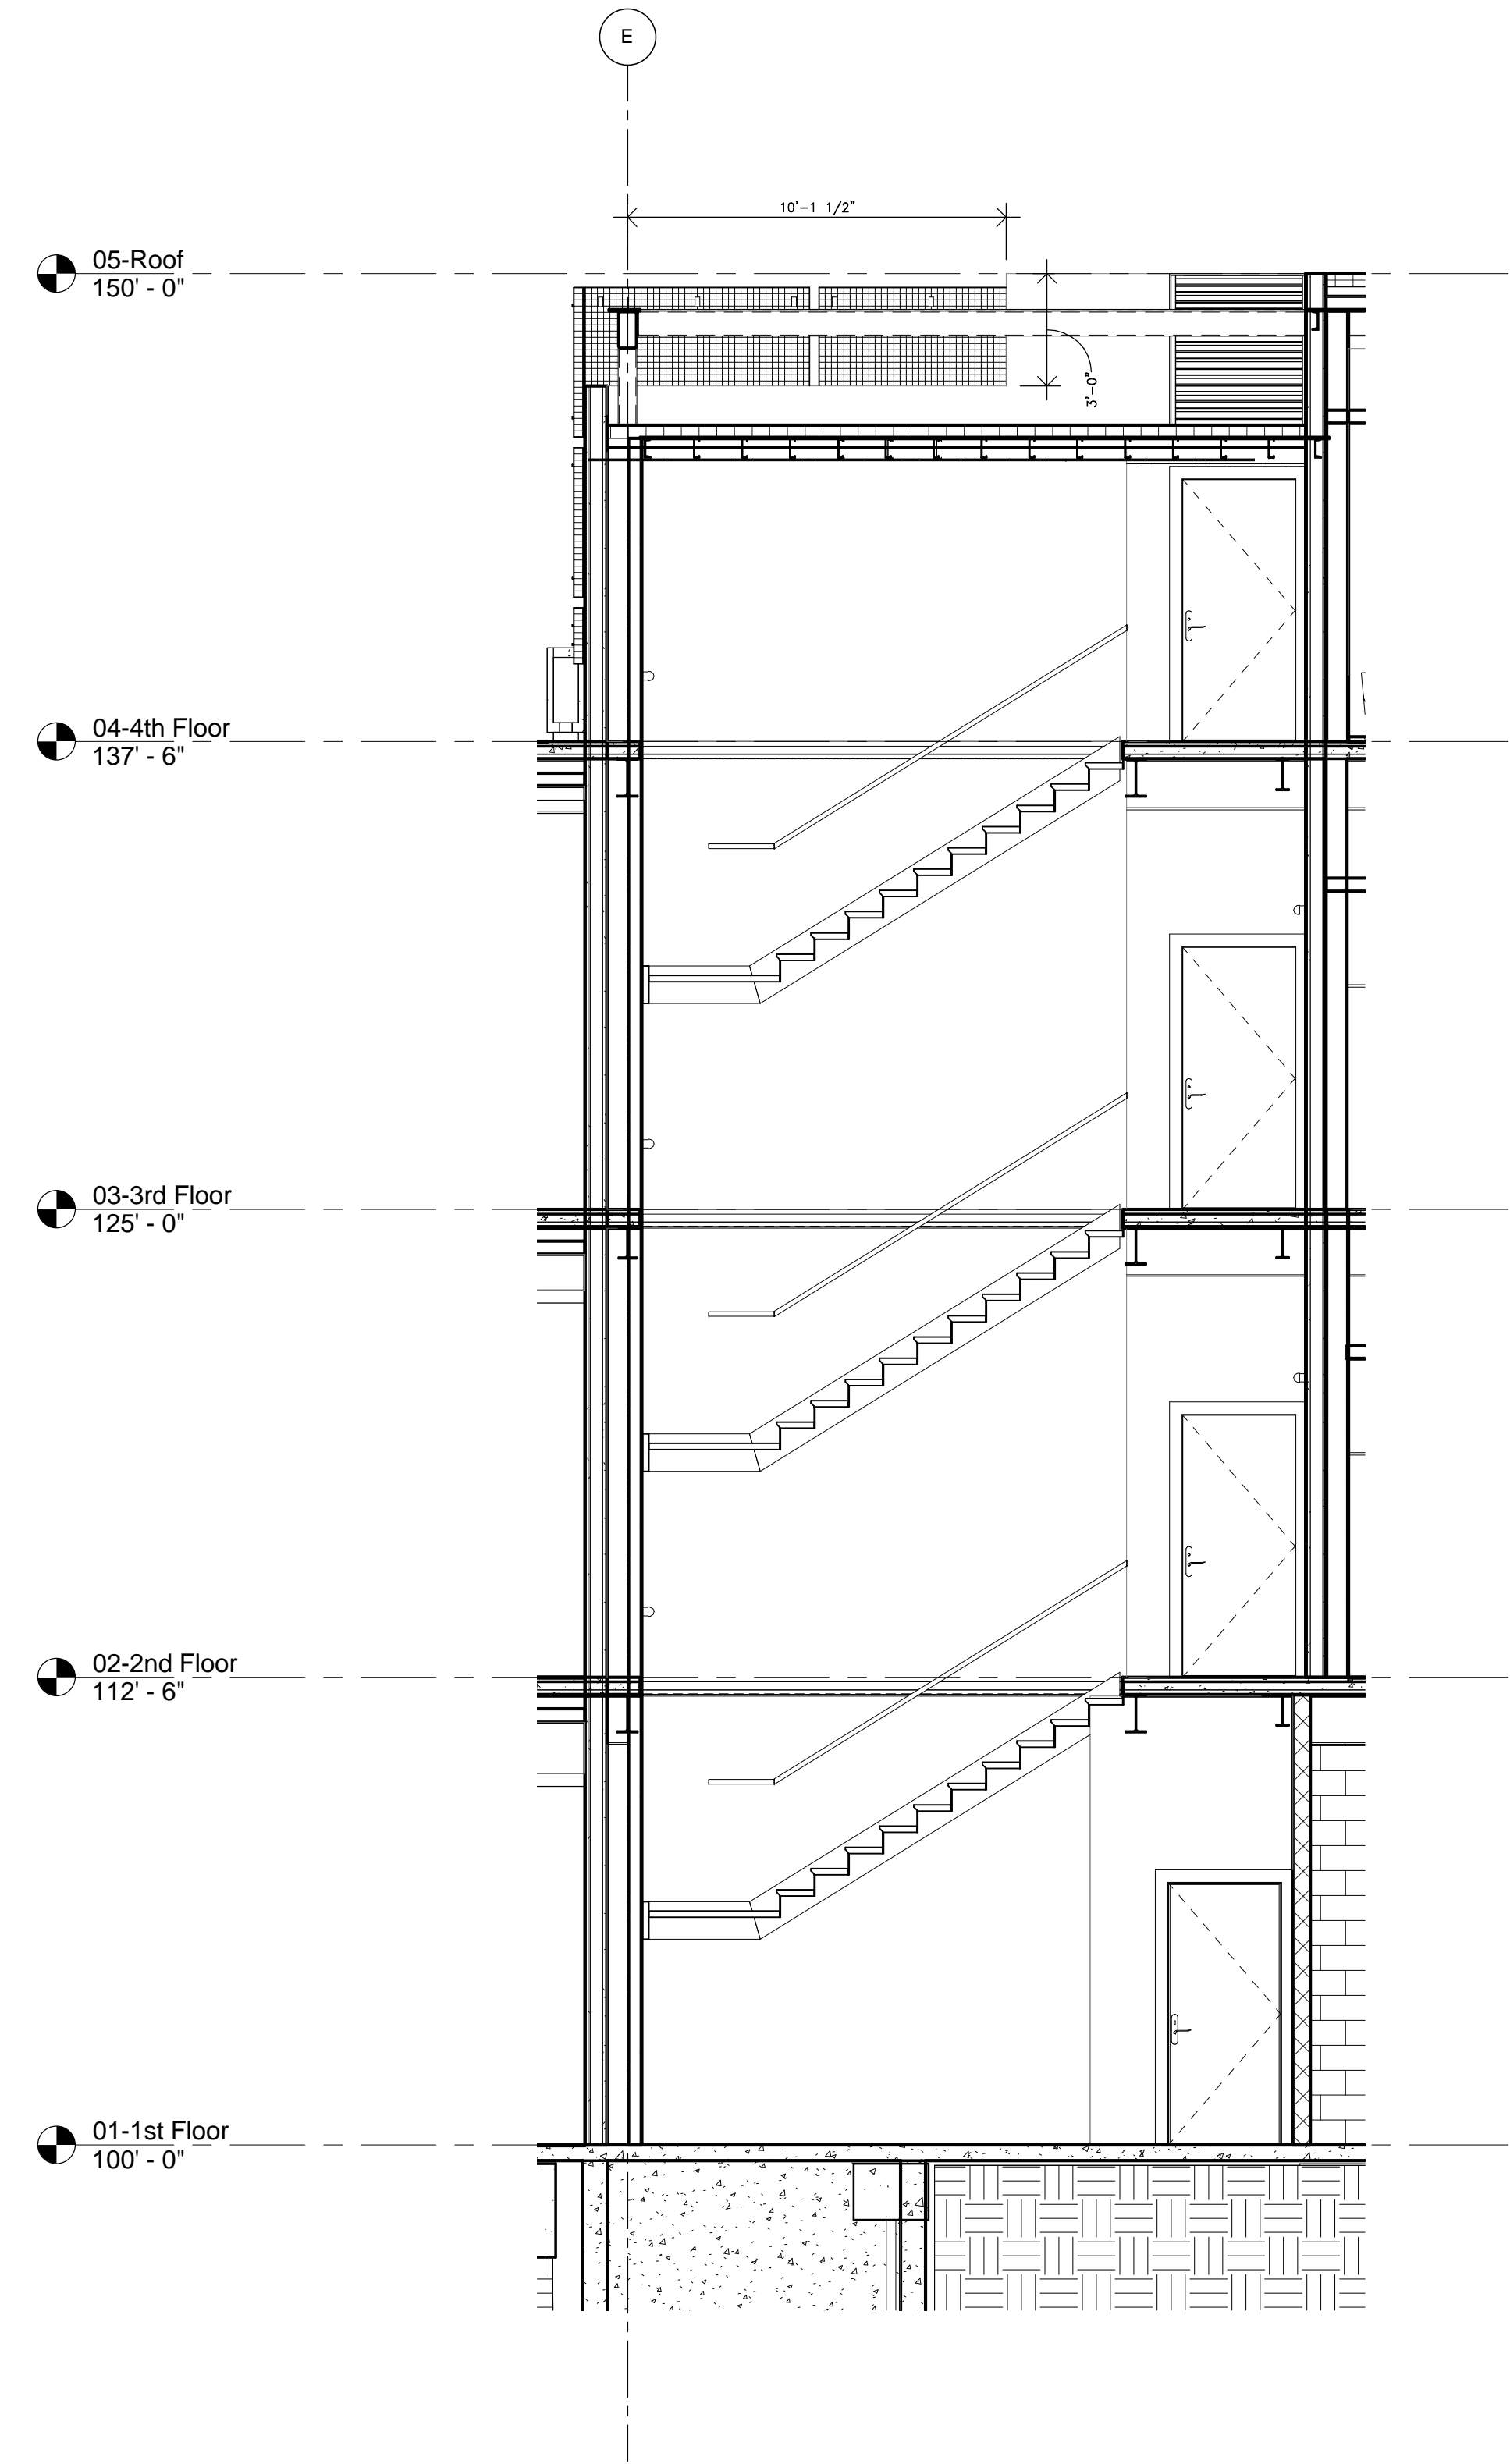 E
10'-1 1/2"
05-Roof
150' - 0"
3'-0"
04-4th Floor
137' - 6"
03-3rd Floor
125' - 0"
02-2nd Floor
112' - 6"
01-1st Floor
100' - 0"